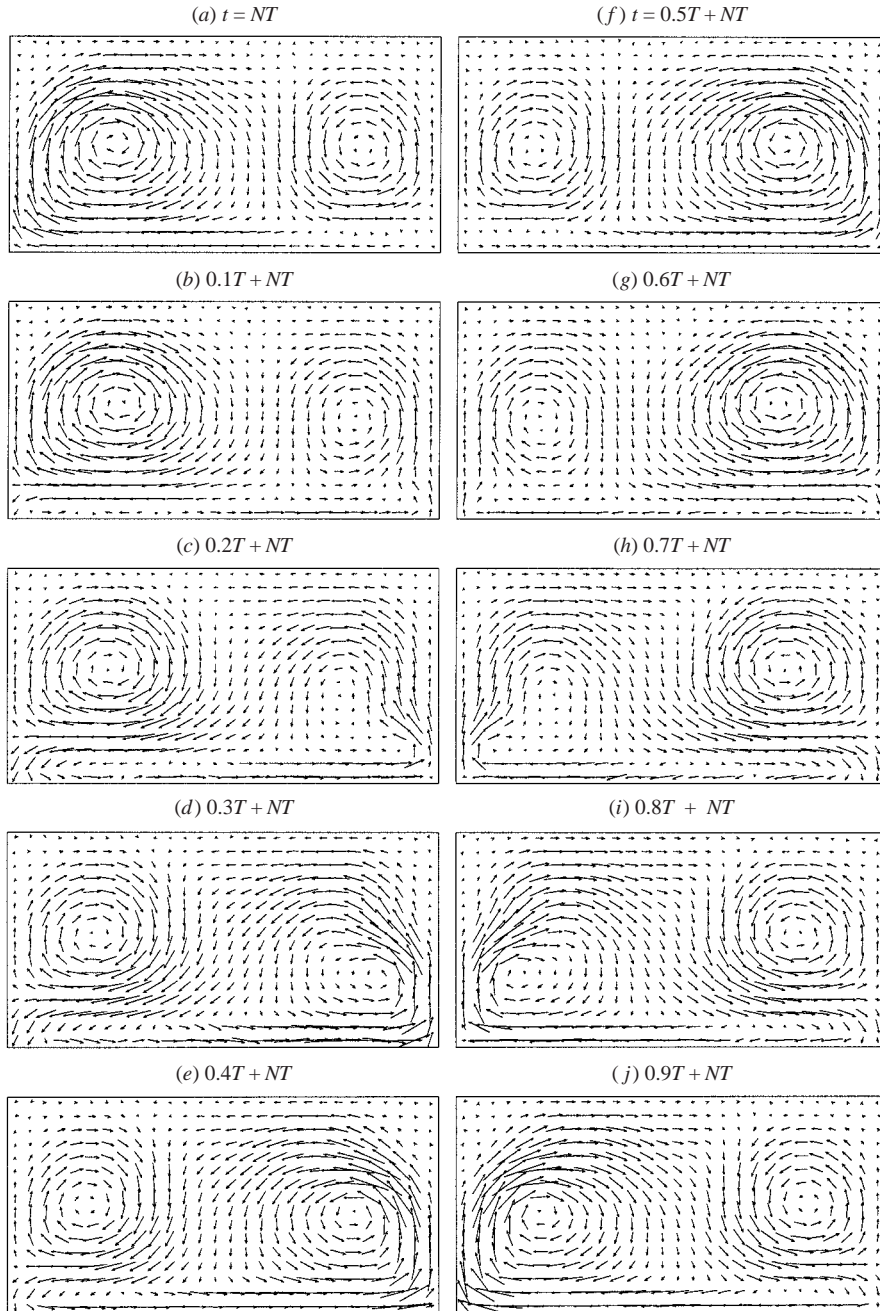 (a) t = NT
(f) t = 0.5T + NT
(b) 0.1T + NT
(g) 0.6T + NT
(c) 0.2T + NT
(h) 0.7T + NT
(d) 0.3T + NT
(i) 0.8T + NT
(e) 0.4T + NT
(j) 0.9T + NT